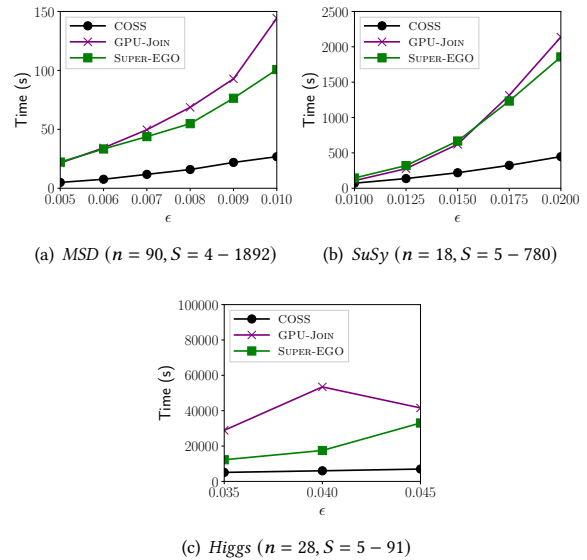 150
100
50
0
Time (s)
COSS
GPU-Join
Super-EGO
0.005 0.006 0.007 0.008 0.009 0.010
ϵ
(a) MSD (n = 90, S = 4 − 1892)
2500
2000
1500
1000
500
0
Time (s)
COSS
GPU-Join
Super-EGO
0.0100 0.0125 0.0150 0.0175 0.0200
ϵ
(b) SuSy (n = 18, S = 5 − 780)
100000
80000
60000
40000
20000
0
Time (s)
COSS
GPU-Join
Super-EGO
0.035 0.040 0.045
ϵ
(c) Higgs (n = 28, S = 5 − 91)